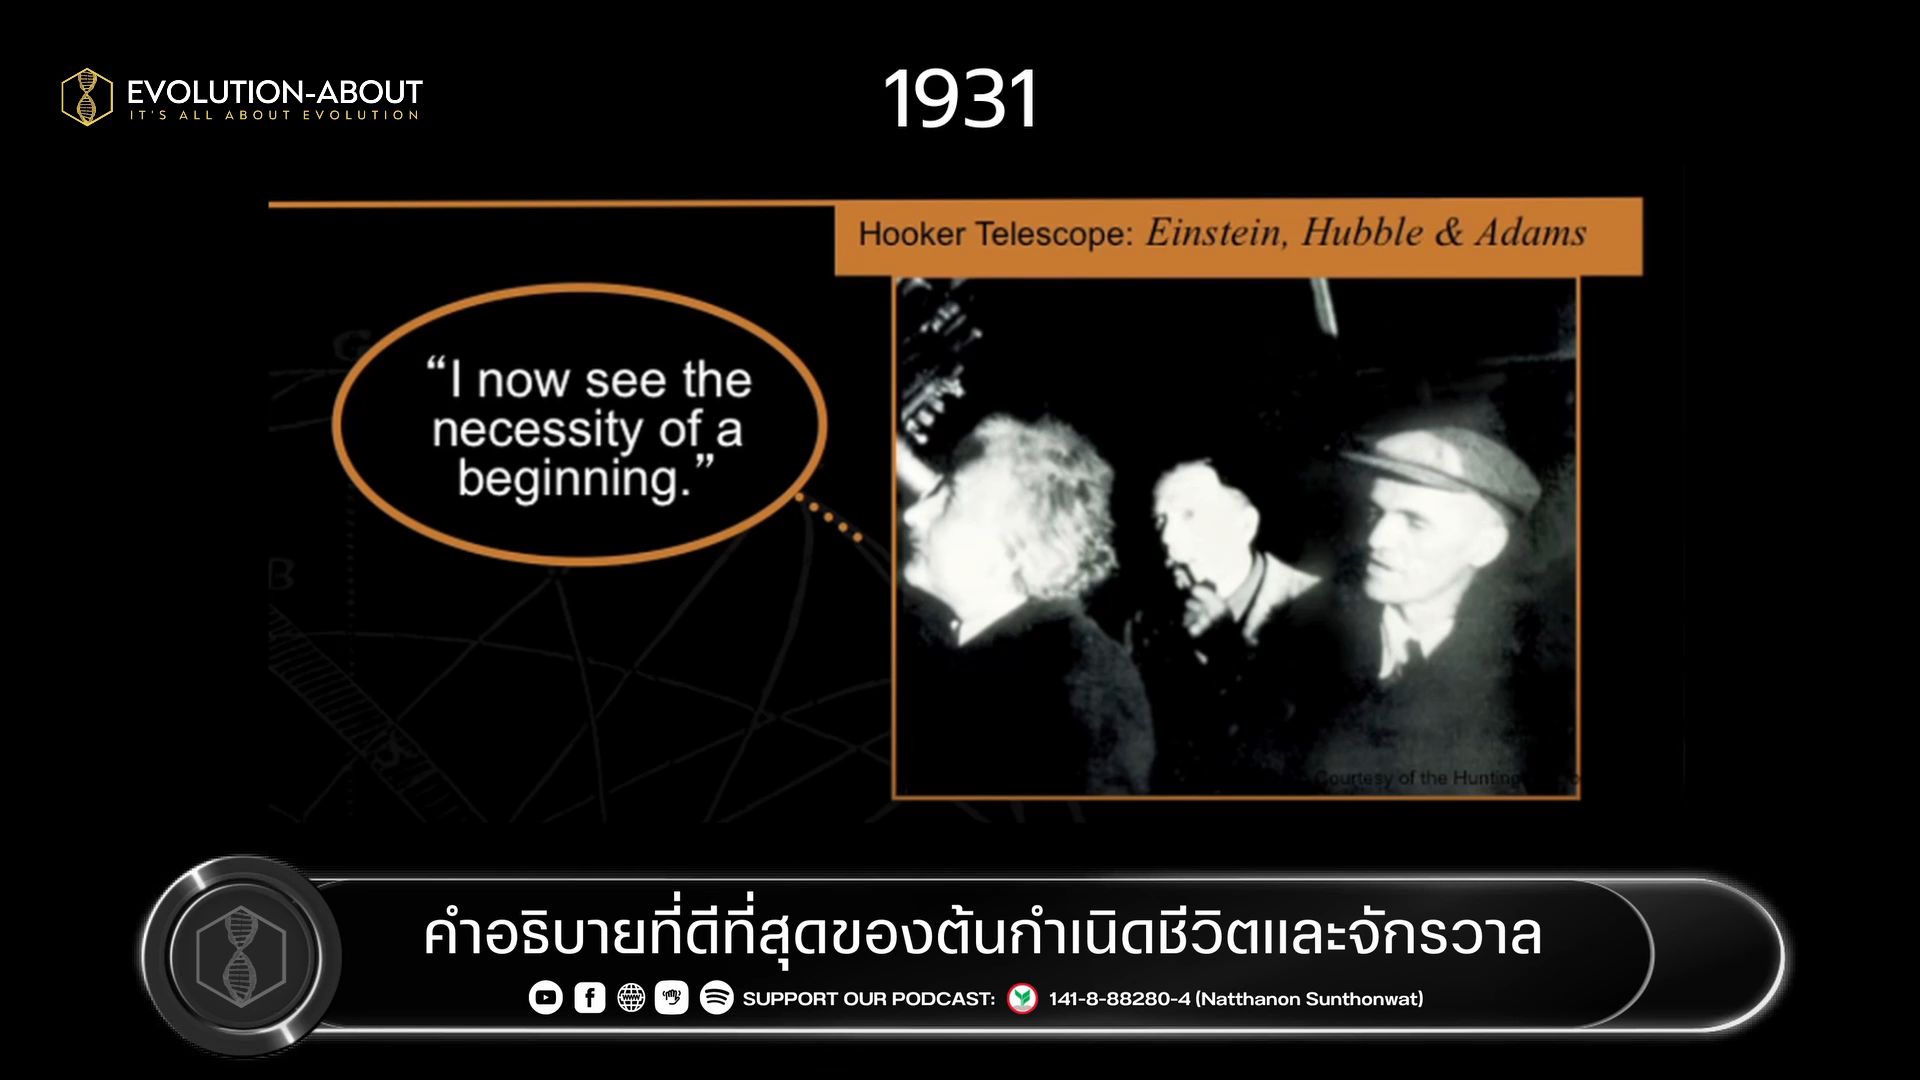 EVOLUTION-ABOUT
IT'S ALL ABOUT EVOLUTION
1931
Hooker Telescope: Einstein, Hubble & Adams
“I now see the
necessity of a
beginning.”
G
B
Courtesy of the
คำอธิบายที่ดีที่สุดของต้นกำเนิดชีวิตและจักรวาล
SUPPORT OUR PODCAST: 141-8-88280-4 (Natthanon Sunthonwat)